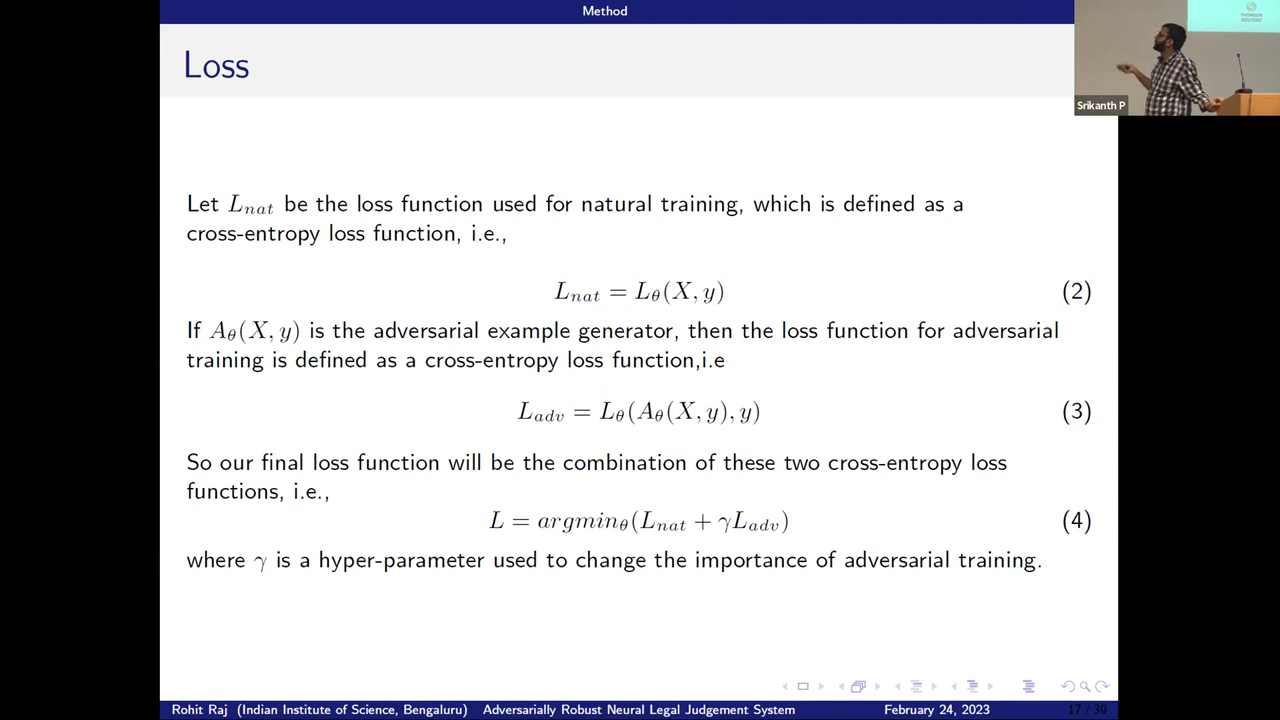 Method
Loss
THOMSON
REUTERS
Srikanth P
Let L_nat be the loss function used for natural training, which is defined as a
cross-entropy loss function, i.e.,
L_nat = L_θ(X, y) (2)
If A_θ(X, y) is the adversarial example generator, then the loss function for adversarial
training is defined as a cross-entropy loss function,i.e
L_adv = L_θ(A_θ(X, y), y) (3)
So our final loss function will be the combination of these two cross-entropy loss
functions, i.e.,
L = argmin_θ(L_nat + γL_adv) (4)
where γ is a hyper-parameter used to change the importance of adversarial training.
Rohit Raj (Indian Institute of Science, Bengaluru) Adversarially Robust Neural Legal Judgement System February 24, 2023 17 / 39